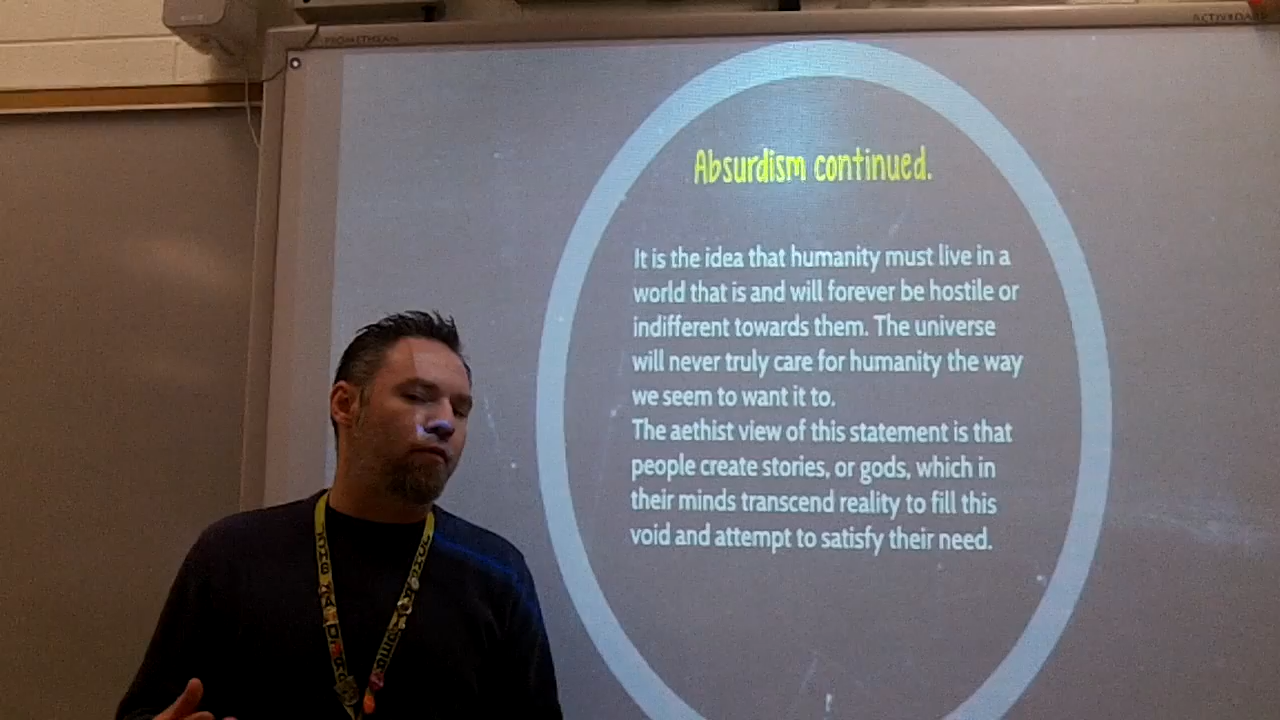 PROMETHEAN
ACTIVBOARD
Absurdism continued.
It is the idea that humanity must live in a
world that is and will forever be hostile or
indifferent towards them. The universe
will never truly care for humanity the way
we seem to want it to.
The aethist view of this statement is that
people create stories, or gods, which in
their minds transcend reality to fill this
void and attempt to satisfy their need.